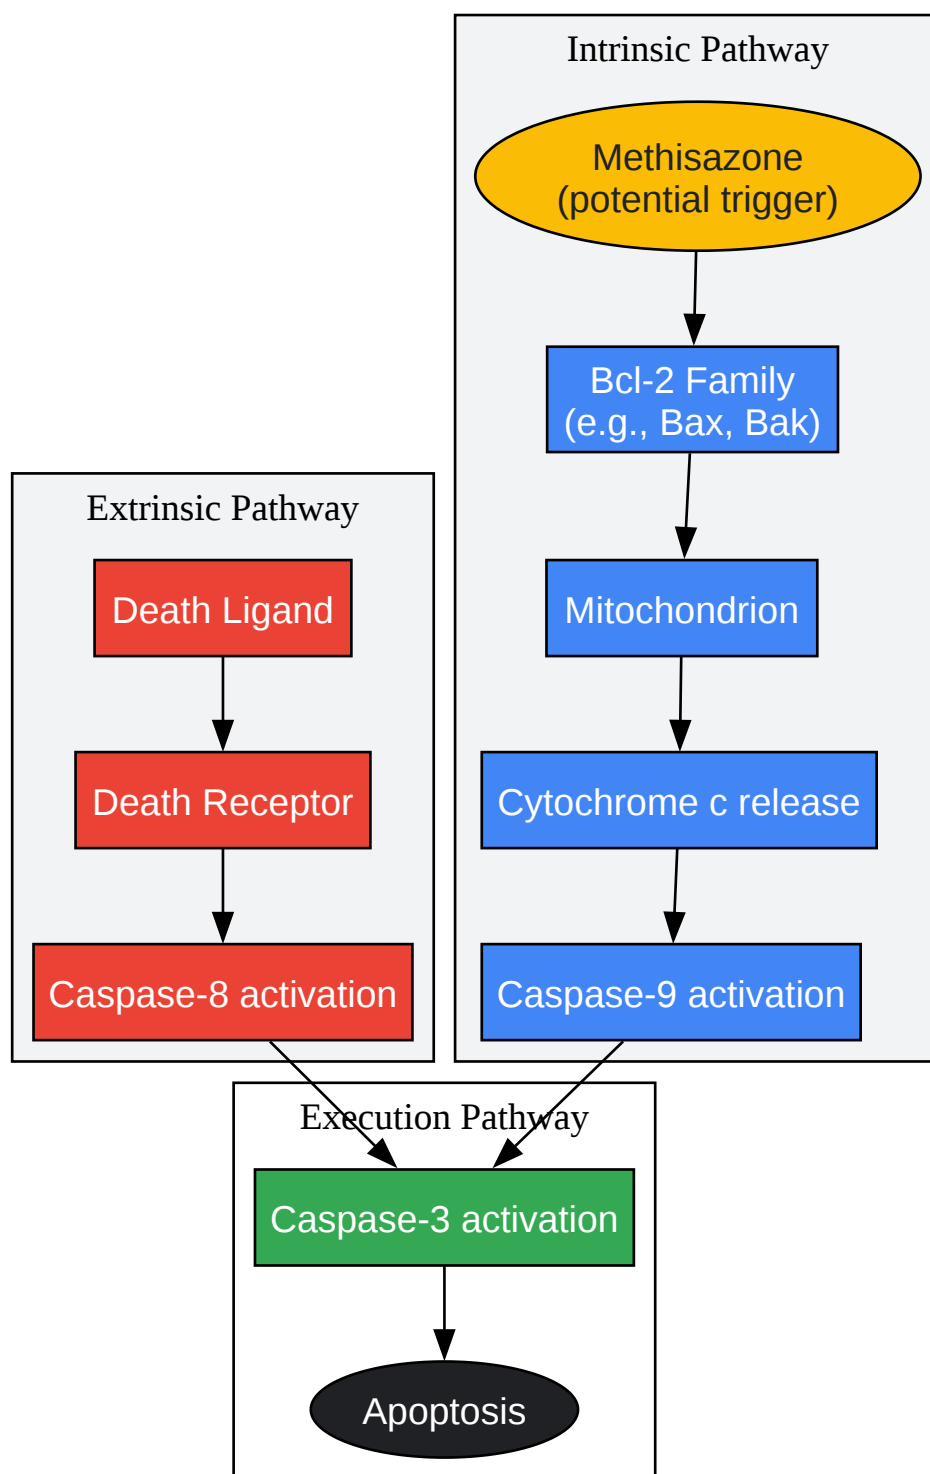 Intrinsic Pathway
Methisazone
(potential trigger)
Bcl-2 Family
(e.g., Bax, Bak)
Mitochondrion
Cytochrome c release
Caspase-9 activation
Extrinsic Pathway
Death Ligand
Death Receptor
Caspase-8 activation
Execution Pathway
Caspase-3 activation
Apoptosis